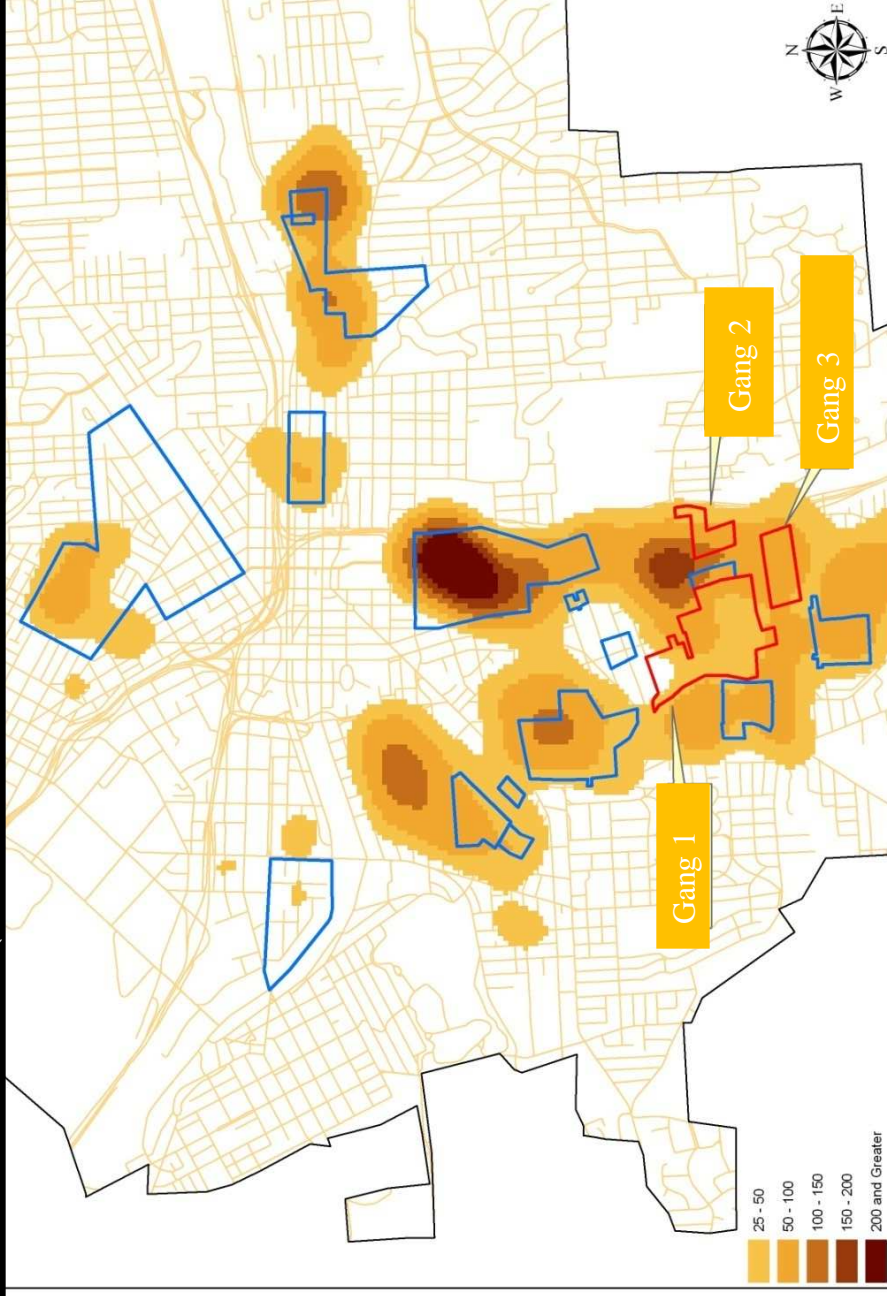 N
E
W
S
Gang 2
Gang 3
Gang 1
25 - 50
50 - 100
100 - 150
150 - 200
200 and Greater